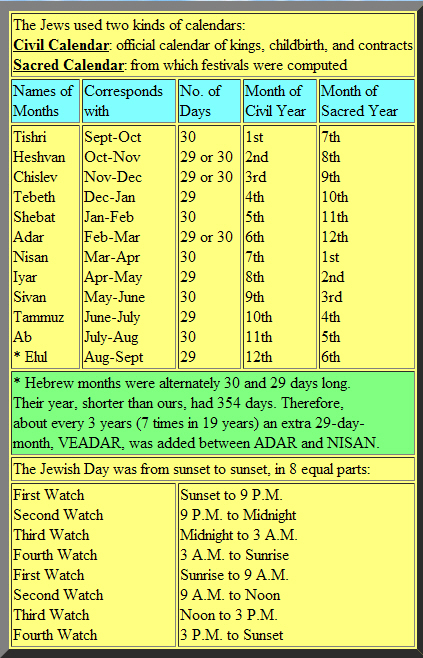 The Jews used two kinds of calendars:
Civil Calendar: official calendar of kings, childbirth, and contracts
Sacred Calendar: from which festivals were computed
Names of Months Corresponds with No. of Days Month of Civil Year Month of Sacred Year
Tishri Sept-Oct 30 1st 7th
Heshvan Oct-Nov 29 or 30 2nd 8th
Chislev Nov-Dec 29 or 30 3rd 9th
Tebeth Dec-Jan 29 4th 10th
Shebat Jan-Feb 30 5th 11th
Adar Feb-Mar 29 or 30 6th 12th
Nisan Mar-Apr 30 7th 1st
Iyar Apr-May 29 8th 2nd
Sivan May-June 30 9th 3rd
Tammuz June-July 29 10th 4th
Ab July-Aug 30 11th 5th
* Elul Aug-Sept 29 12th 6th
* Hebrew months were alternately 30 and 29 days long.
Their year, shorter than ours, had 354 days. Therefore,
about every 3 years (7 times in 19 years) an extra 29-day-
month, VEADAR, was added between ADAR and NISAN.
The Jewish Day was from sunset to sunset, in 8 equal parts:
First Watch Sunset to 9 P.M.
Second Watch 9 P.M. to Midnight
Third Watch Midnight to 3 A.M.
Fourth Watch 3 A.M. to Sunrise
First Watch Sunrise to 9 A.M.
Second Watch 9 A.M. to Noon
Third Watch Noon to 3 P.M.
Fourth Watch 3 P.M. to Sunset